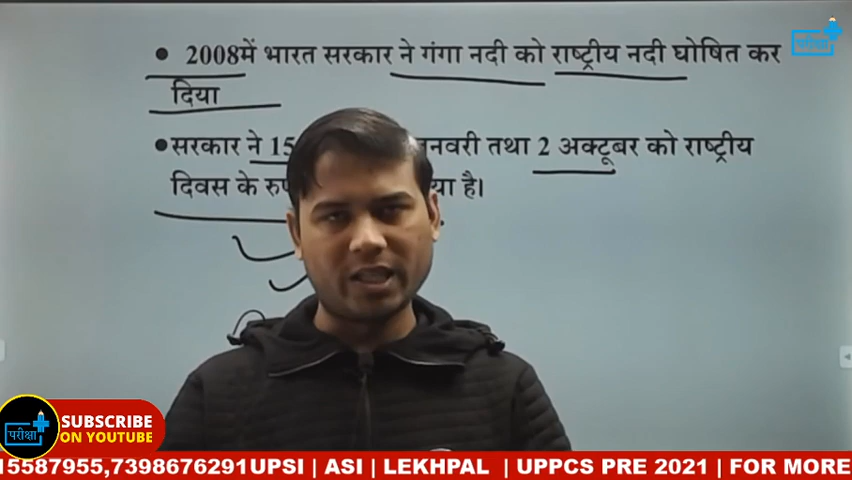 • 2008में भारत सरकार ने गंगा नदी को राष्ट्रीय नदी घोषित कर
दिया
•सरकार ने 15 तथा 2 अक्टूबर को राष्ट्रीय
दिवस के है।
परीक्षा
परीक्षा
SUBSCRIBE
ON YOUTUBE
15587955,7398676291UPSI | ASI | LEKHPAL | UPPCS PRE 2021 | FOR MORE